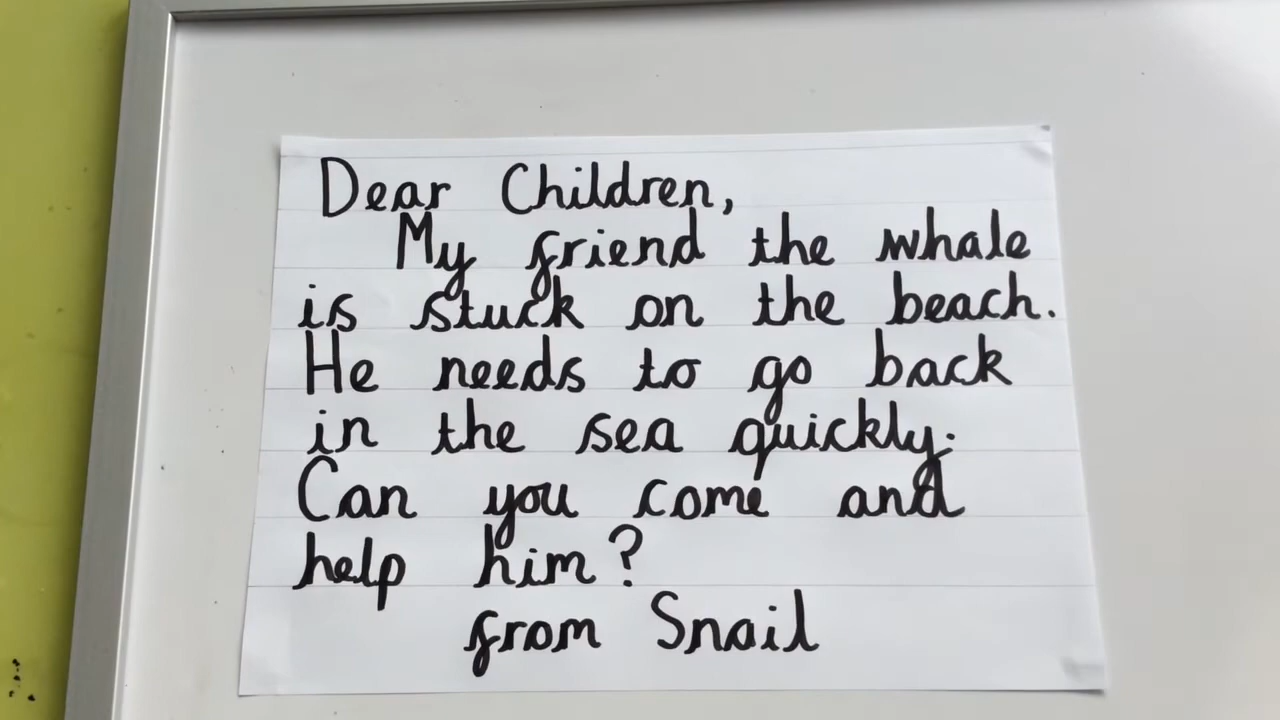 Dear Children,
My friend the whale
is stuck on the beach.
He needs to go back
in the sea quickly.
Can you come and
help him?
from Snail